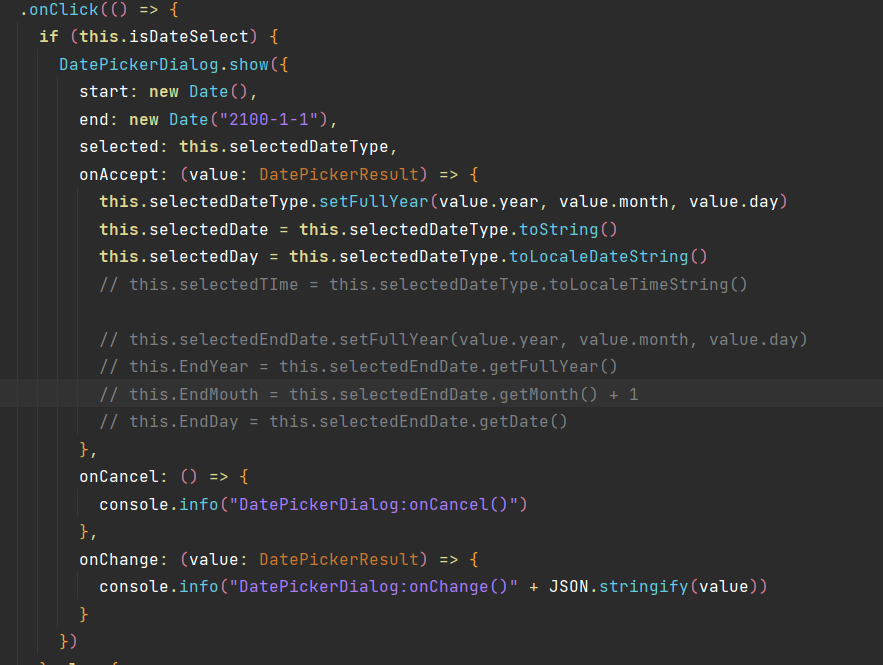 .onClick(() => {
if (this.isDateSelect) {
DatePickerDialog.show({
start: new Date(),
end: new Date("2100-1-1"),
selected: this.selectedDateType,
onAccept: (value: DatePickerResult) => {
this.selectedDateType.setFullYear(value.year, value.month, value.day)
this.selectedDate = this.selectedDateType.toString()
this.selectedDay = this.selectedDateType.toLocaleDateString()
// this.selectedTIme = this.selectedDateType.toLocaleTimeString()
// this.selectedEndDate.setFullYear(value.year, value.month, value.day)
// this.EndYear = this.selectedEndDate.getFullYear()
// this.EndMouth = this.selectedEndDate.getMonth() + 1
// this.EndDay = this.selectedEndDate.getDate()
},
onCancel: () => {
console.info("DatePickerDialog:onCancel()")
},
onChange: (value: DatePickerResult) => {
console.info("DatePickerDialog:onChange()" + JSON.stringify(value))
}
})